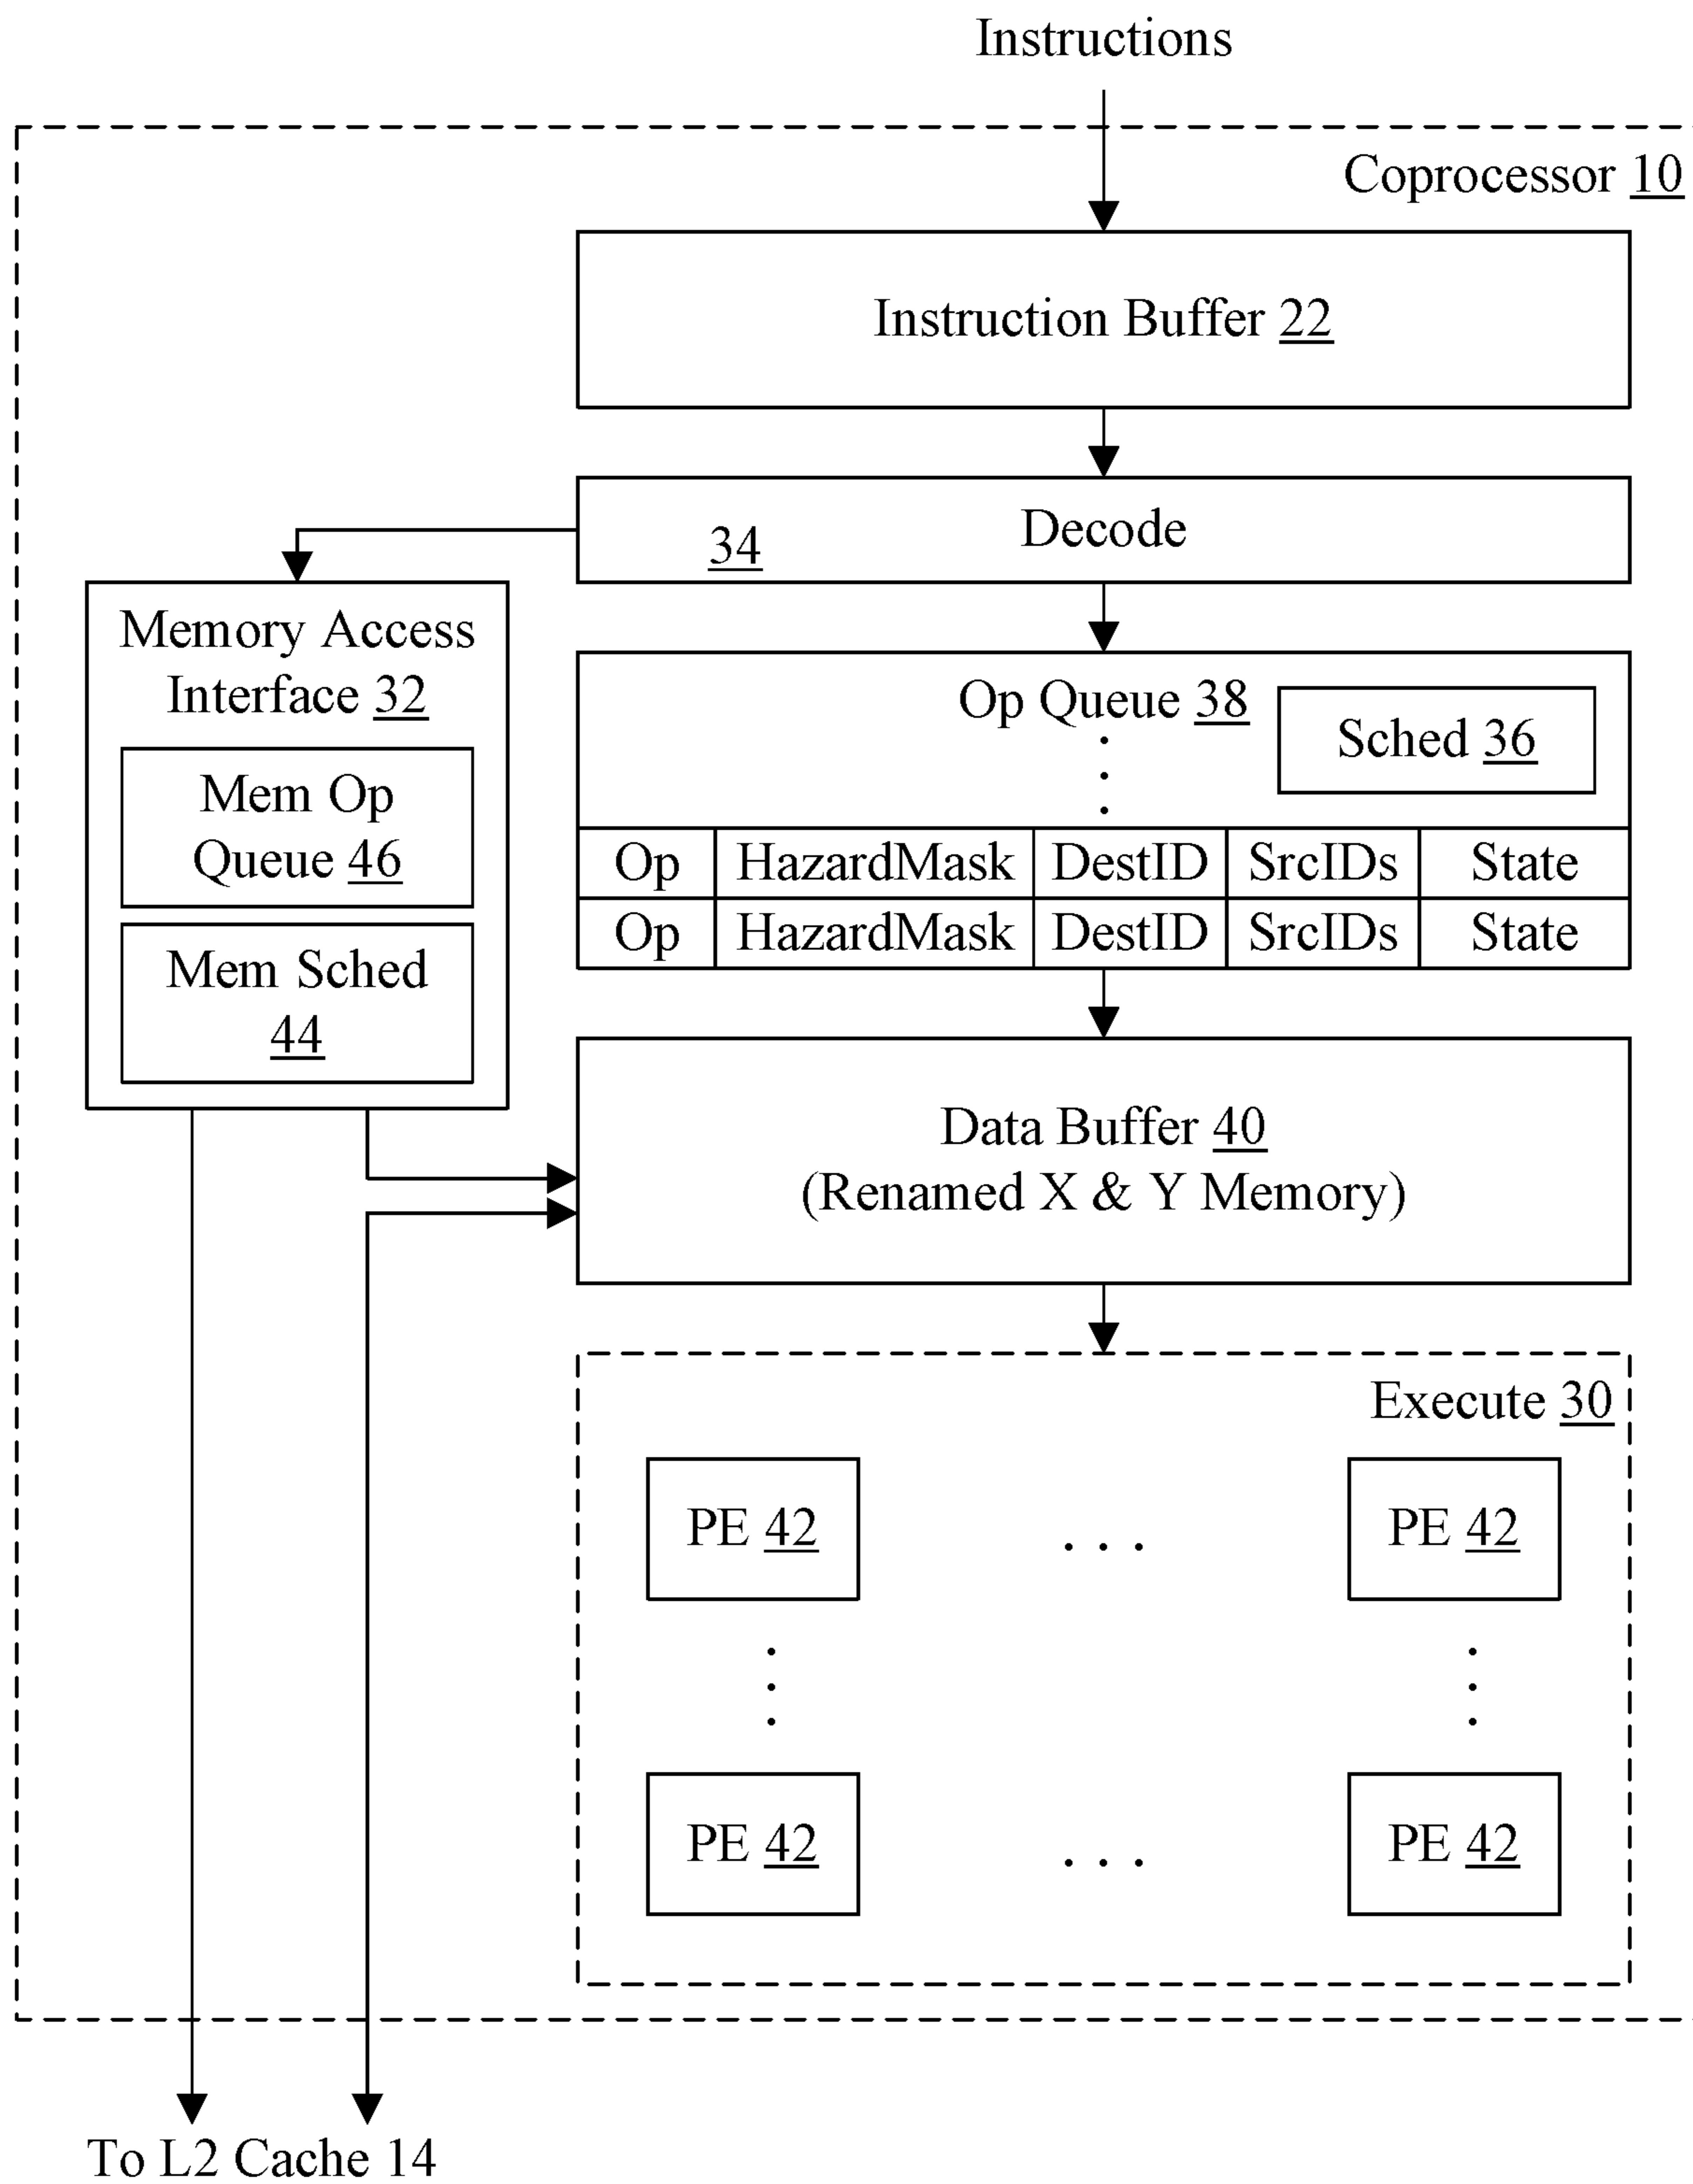 Instructions
Coprocessor 10
Instruction Buffer 22
Decode
34
Memory Access
Interface 32
Mem Op
Queue 46
Mem Sched
44
Op Queue 38
Sched 36
Op HazardMask DestID SrcIDs State
Op HazardMask DestID SrcIDs State
Data Buffer 40
(Renamed X & Y Memory)
Execute 30
PE 42 . . . PE 42
PE 42 . . . PE 42
To L2 Cache 14